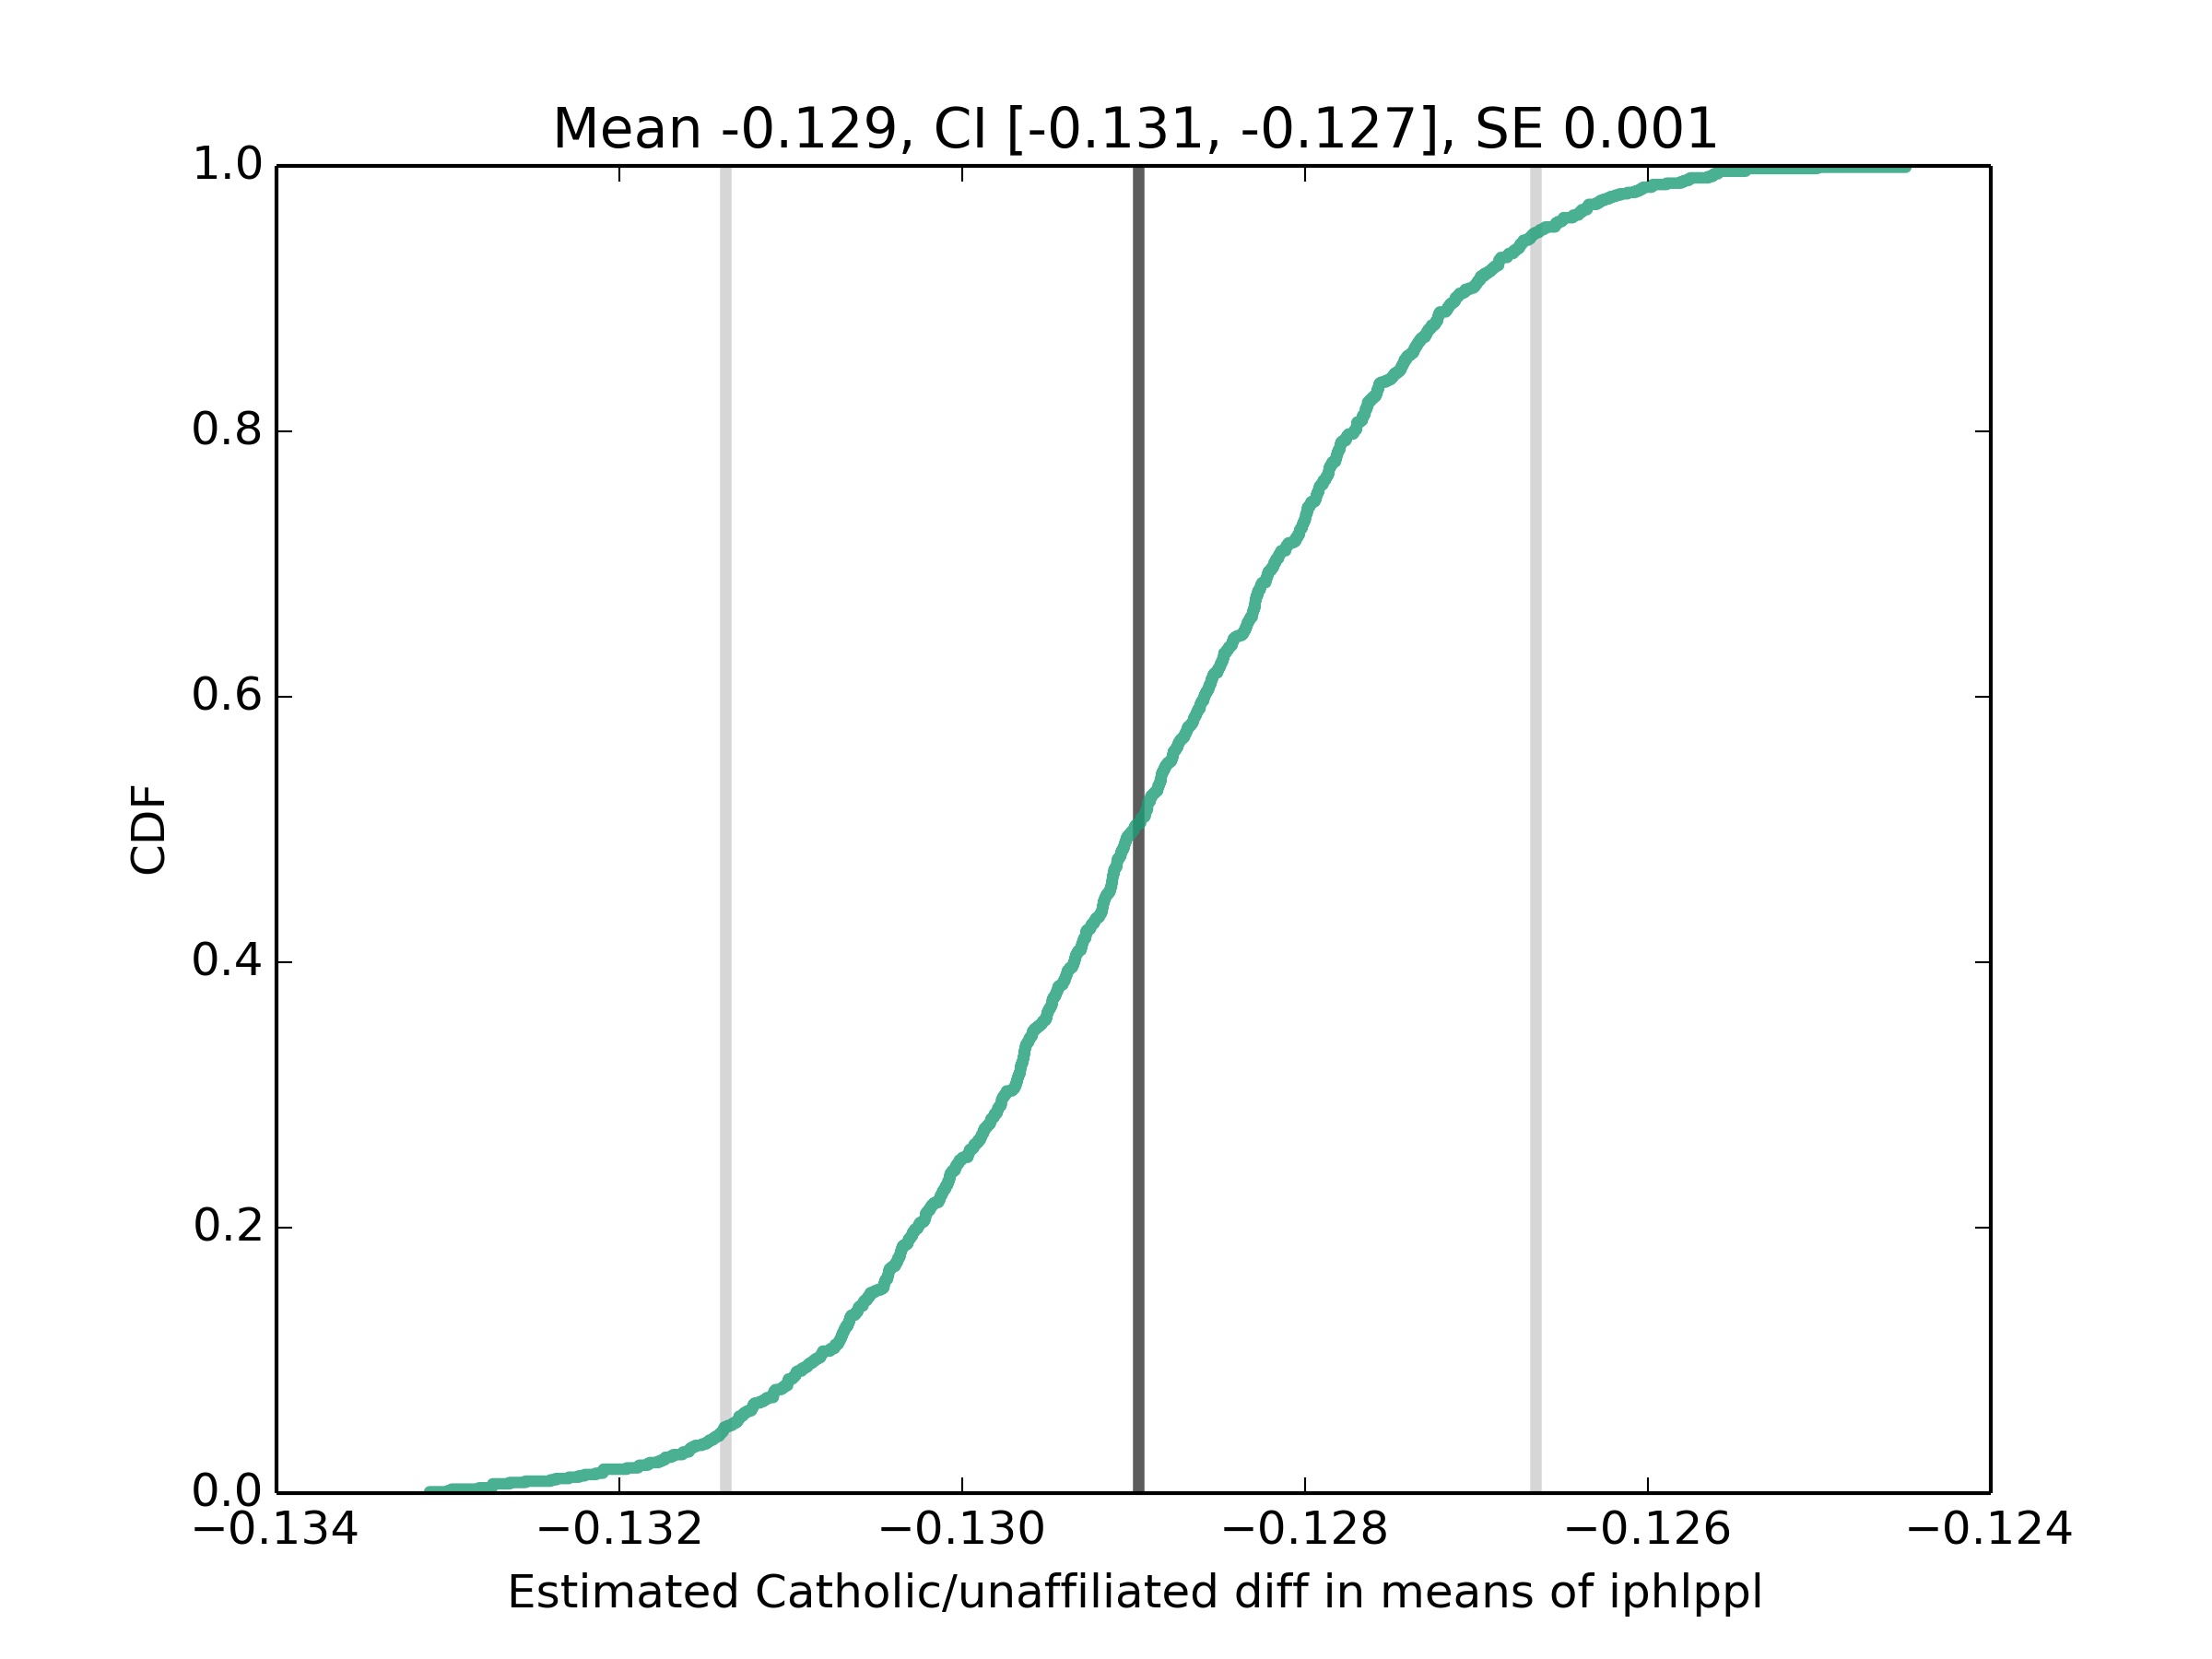 Mean -0.129, CI [-0.131, -0.127], SE 0.001
1.0
0.8
0.6
0.4
0.2
0.0
CDF
−0.134 −0.132 −0.130 −0.128 −0.126 −0.124
Estimated Catholic/unaffiliated diff in means of iphlppl